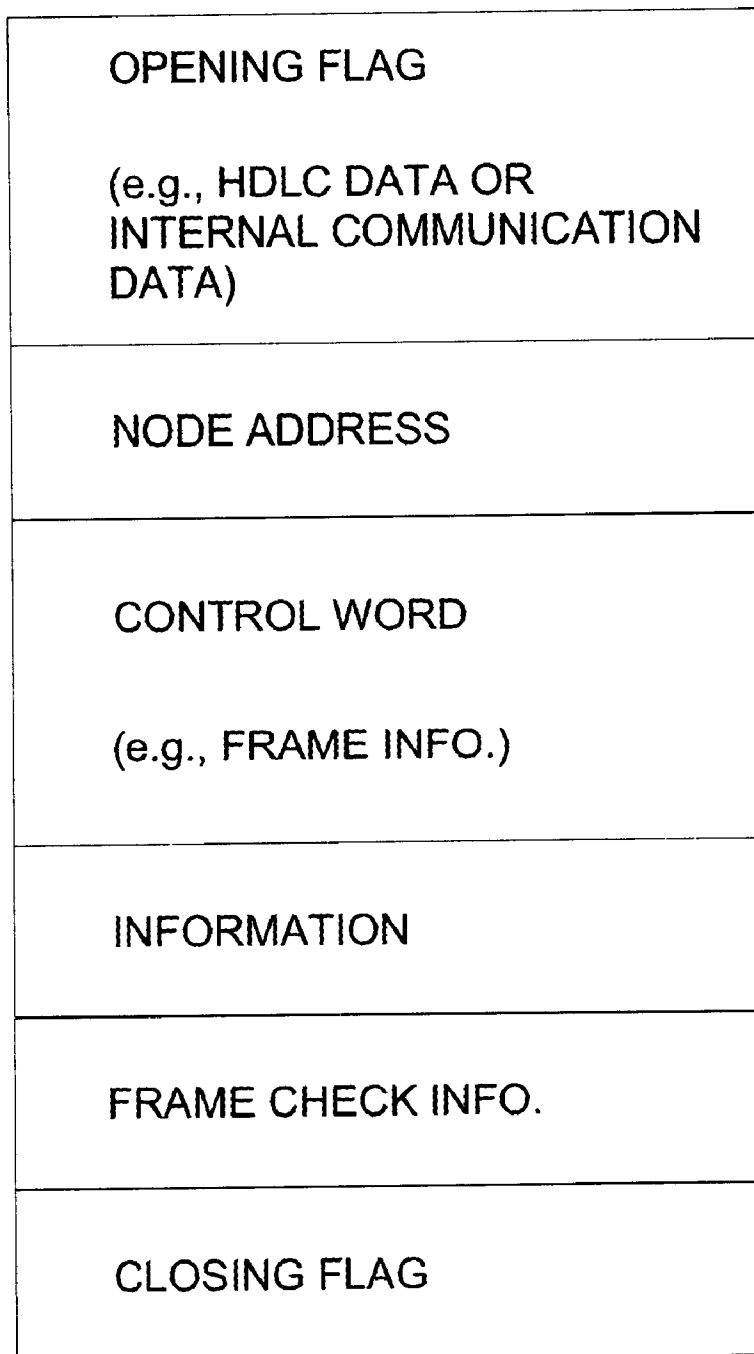 OPENING FLAG
(e.g., HDLC DATA OR
INTERNAL COMMUNICATION
DATA)
NODE ADDRESS
CONTROL WORD
(e.g., FRAME INFO.)
INFORMATION
FRAME CHECK INFO.
CLOSING FLAG